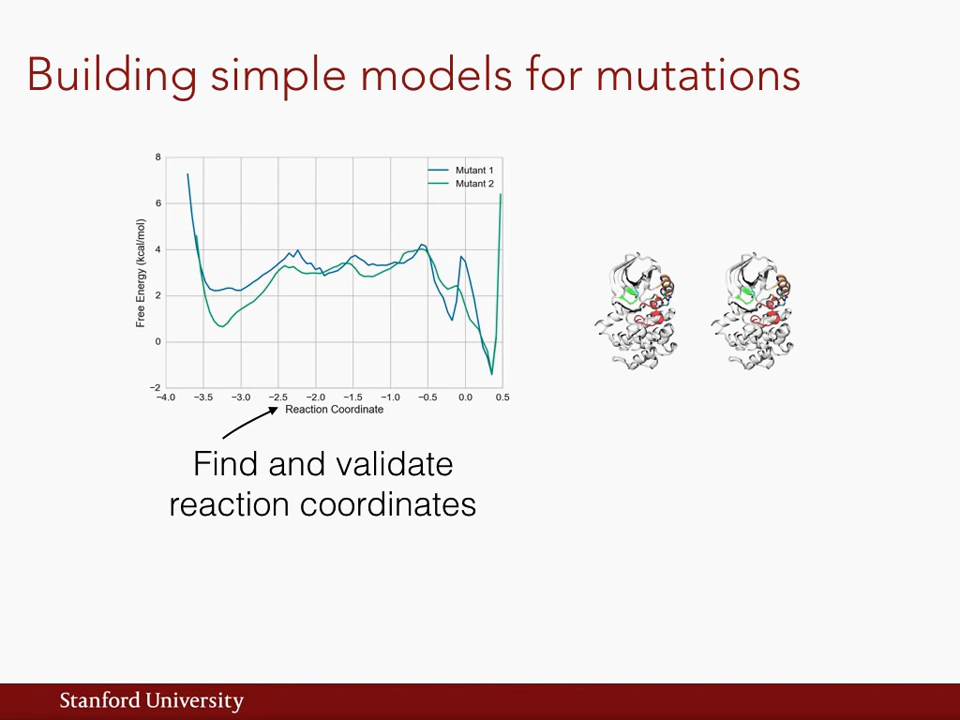 Building simple models for mutations
8
6
4
2
0
−2
Free Energy (kcal/mol)
Mutant 1
Mutant 2
−4.0 −3.5 −3.0 −2.5 −2.0 −1.5 −1.0 −0.5 0.0 0.5
Reaction Coordinate
Find and validate
reaction coordinates
Stanford University